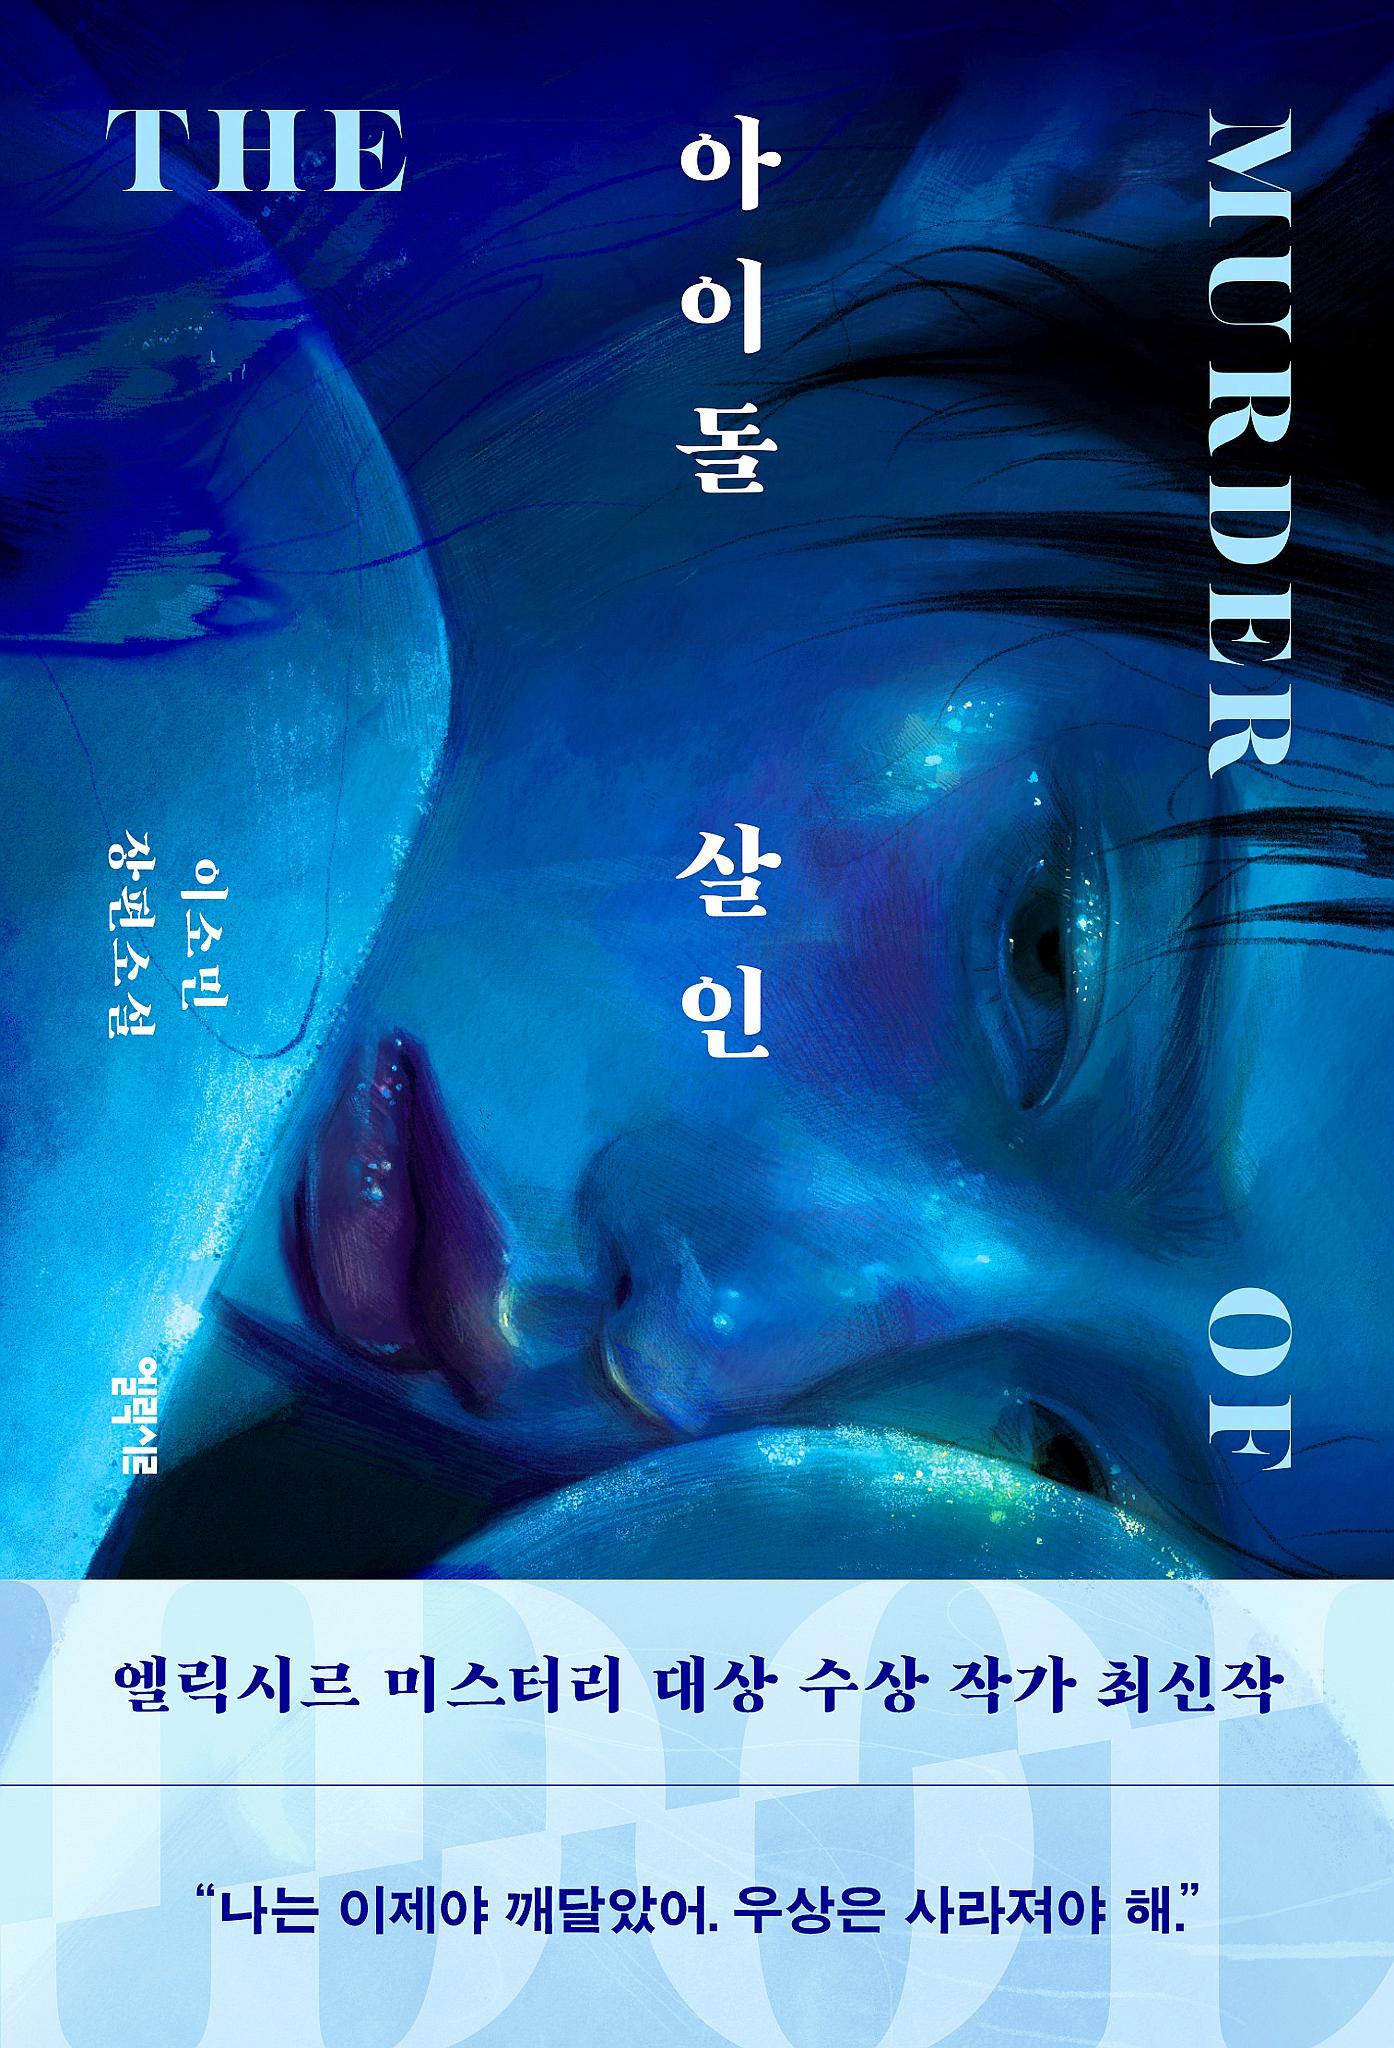 THE
MURDER
OF
IDOL
아이돌
살인
이소민
장편소설
엘릭시르
엘릭시르 미스터리 대상 수상 작가 최신작
“나는 이제야 깨달았어. 우상은 사라져야 해.”